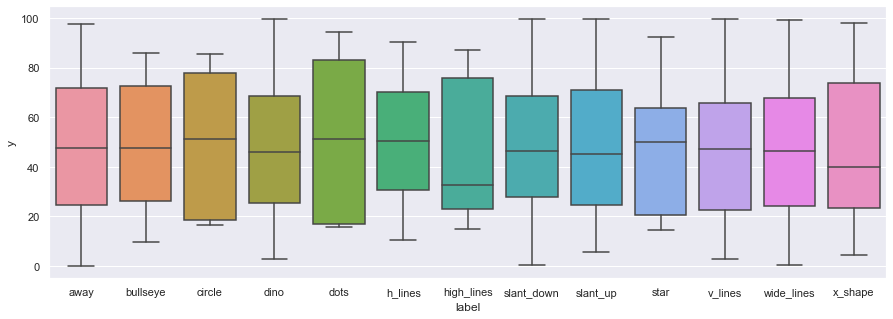 100
80
60
40
20
0
y
away bullseye circle dino dots h_lines high_lines slant_down slant_up star v_lines wide_lines x_shape
label